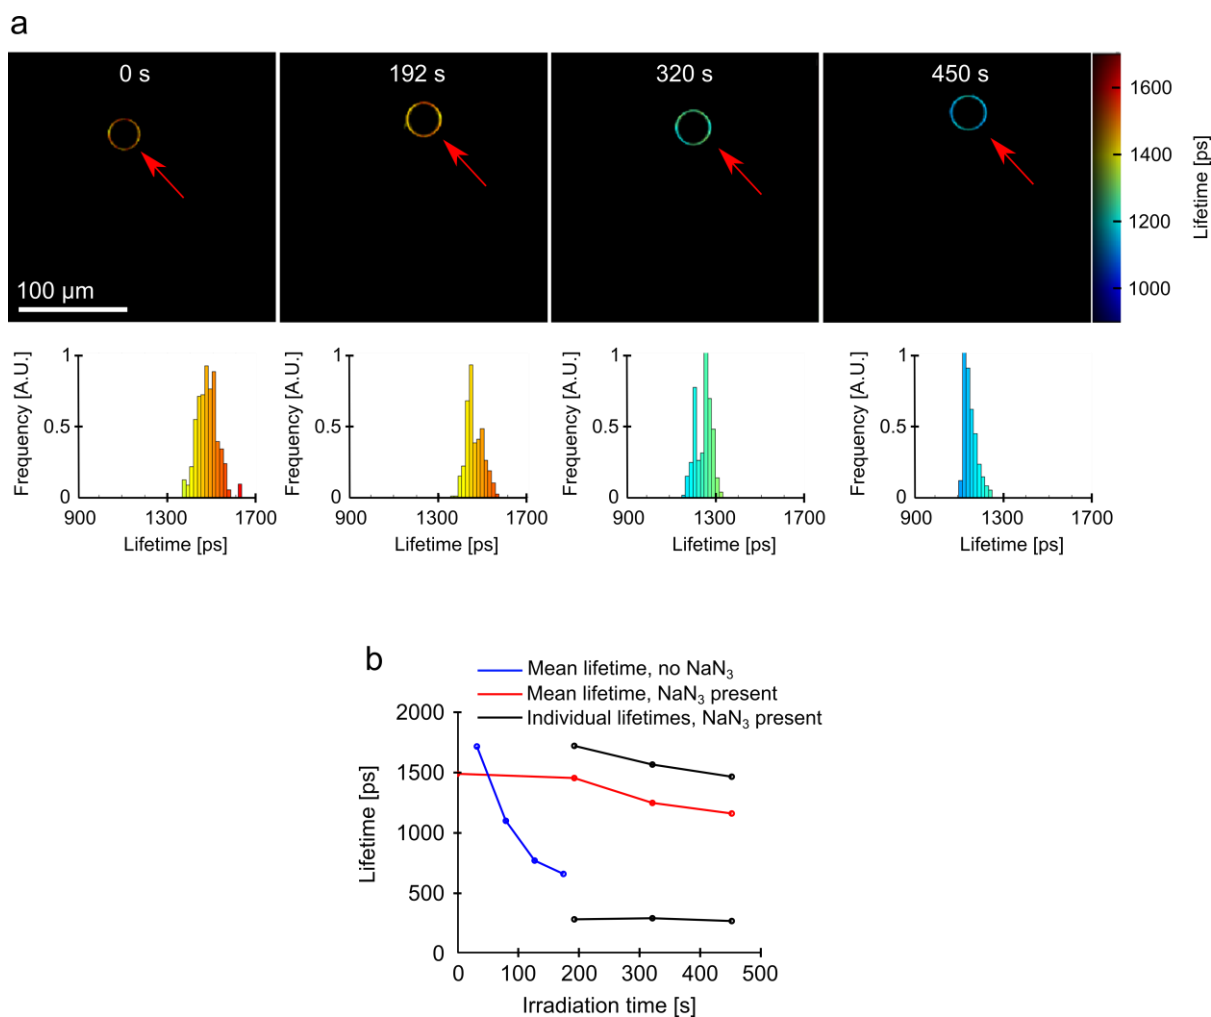 a
0 s
192 s
320 s
450 s
100 µm
1600
1400
1200
1000
Lifetime [ps]
Frequency [A.U.]
1
0.5
0
900 1300 1700
Lifetime [ps]
Frequency [A.U.]
1
0.5
0
900 1300 1700
Lifetime [ps]
Frequency [A.U.]
1
0.5
0
900 1300 1700
Lifetime [ps]
Frequency [A.U.]
1
0.5
0
900 1300 1700
Lifetime [ps]
b
Mean lifetime, no NaN₃
Mean lifetime, NaN₃ present
Individual lifetimes, NaN₃ present
Lifetime [ps]
2000
1500
1000
500
0
0 100 200 300 400 500
Irradiation time [s]